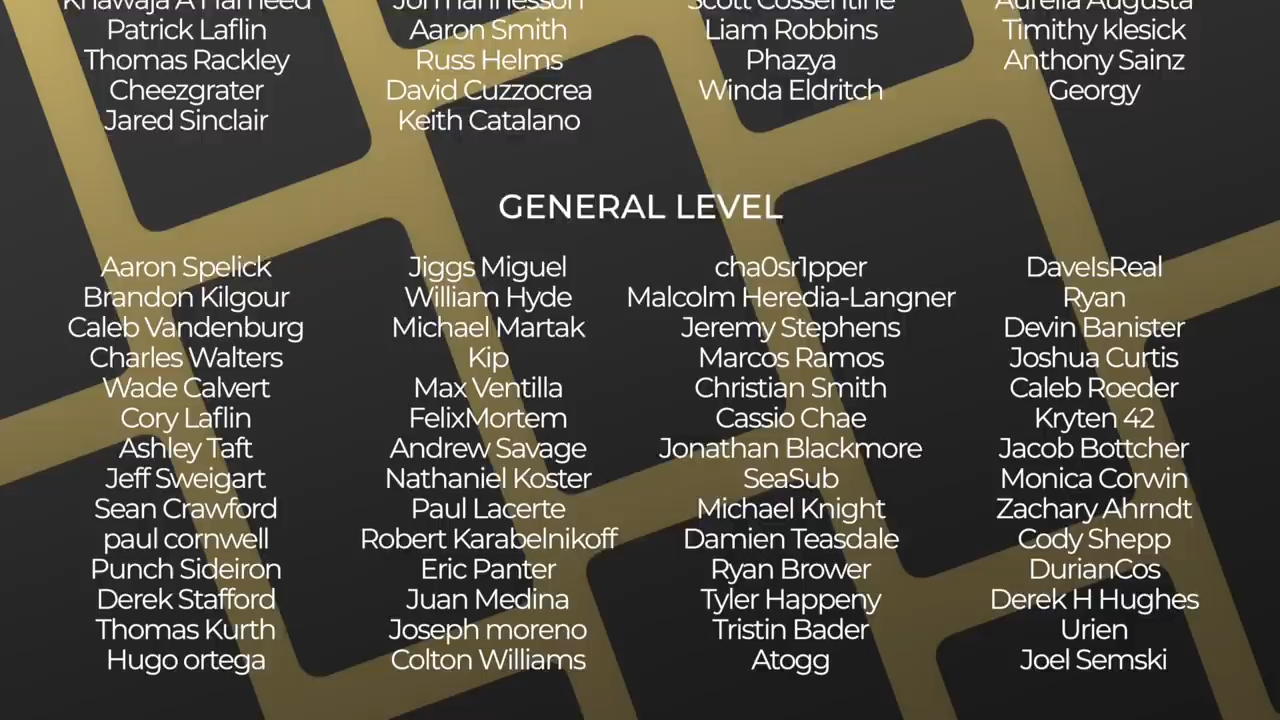 Patrick Laflin Aaron Smith Liam Robbins Timithy klesick
Thomas Rackley Russ Helms Phazya Anthony Sainz
Cheezgrater David Cuzzocrea Winda Eldritch Georgy
Jared Sinclair Keith Catalano
GENERAL LEVEL
Aaron Spelick Jiggs Miguel cha0sr1pper DaveIsReal
Brandon Kilgour William Hyde Malcolm Heredia-Langner Ryan
Caleb Vandenburg Michael Martak Jeremy Stephens Devin Banister
Charles Walters Kip Marcos Ramos Joshua Curtis
Wade Calvert Max Ventilla Christian Smith Caleb Roeder
Cory Laflin FelixMortem Cassio Chae Kryten 42
Ashley Taft Andrew Savage Jonathan Blackmore Jacob Bottcher
Jeff Sweigart Nathaniel Koster SeaSub Monica Corwin
Sean Crawford Paul Lacerte Michael Knight Zachary Ahrndt
paul cornwell Robert Karabelnikoff Damien Teasdale Cody Shepp
Punch Sideiron Eric Panter Ryan Brower DurianCos
Derek Stafford Juan Medina Tyler Happeny Derek H Hughes
Thomas Kurth Joseph moreno Tristin Bader Urien
Hugo ortega Colton Williams Atogg Joel Semski